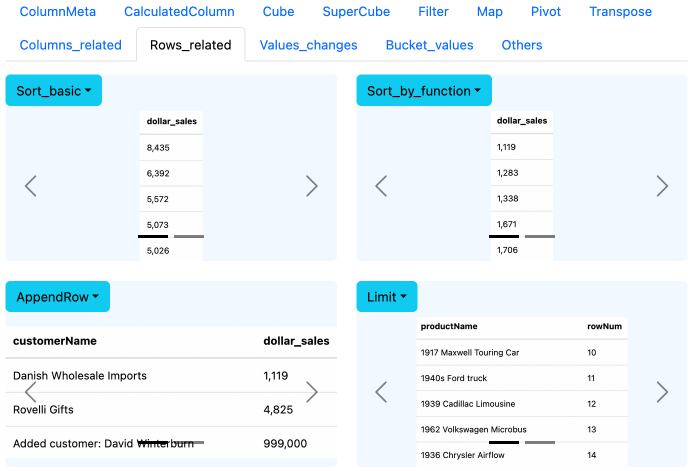 ColumnMeta CalculatedColumn Cube SuperCube Filter Map Pivot Transpose
Columns_related Rows_related Values_changes Bucket_values Others
Sort_basic
dollar_sales
8,435
6,392
5,572
5,073
5,026
Sort_by_function
dollar_sales
1,119
1,283
1,338
1,671
1,706
AppendRow
customerName dollar_sales
Danish Wholesale Imports 1,119
Rovelli Gifts 4,825
Added customer: David Winterburn 999,000
Limit
productName rowNum
1917 Maxwell Touring Car 10
1940s Ford truck 11
1939 Cadillac Limousine 12
1962 Volkswagen Microbus 13
1936 Chrysler Airflow 14